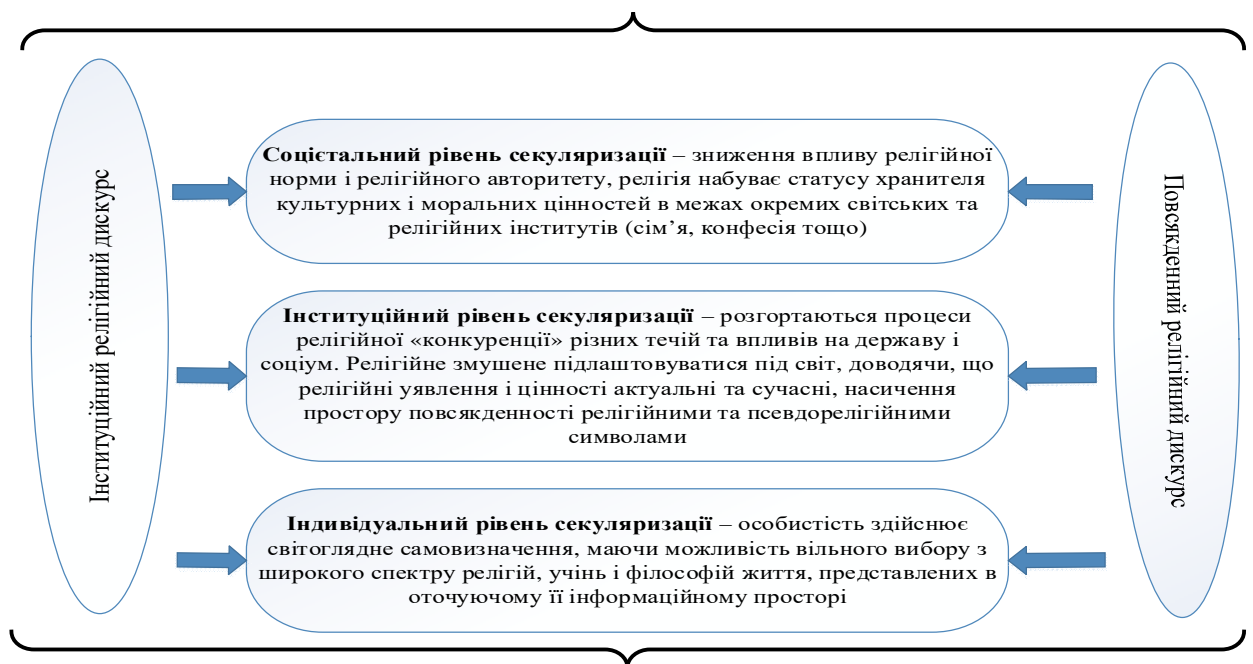 Інституційний релігійний дискурс
Соцієтальний рівень секуляризації – зниження впливу релігійної
норми і релігійного авторитету, релігія набуває статусу хранителя
культурних і моральних цінностей в межах окремих світських та
релігійних інститутів (сім’я, конфесія тощо)
Інституційний рівень секуляризації – розгортаються процеси
релігійної «конкуренції» різних течій та впливів на державу і
соціум. Релігійне змушене підлаштовуватися під світ, доводячи, що
релігійні уявлення і цінності актуальні та сучасні, насичення
простору повсякденності релігійними та псевдорелігійними
символами
Індивідуальний рівень секуляризації – особистість здійснює
світоглядне самовизначення, маючи можливість вільного вибору з
широкого спектру релігій, учінь і філософій життя, представлених в
оточуючому її інформаційному просторі
Повсякденний релігійний дискурс